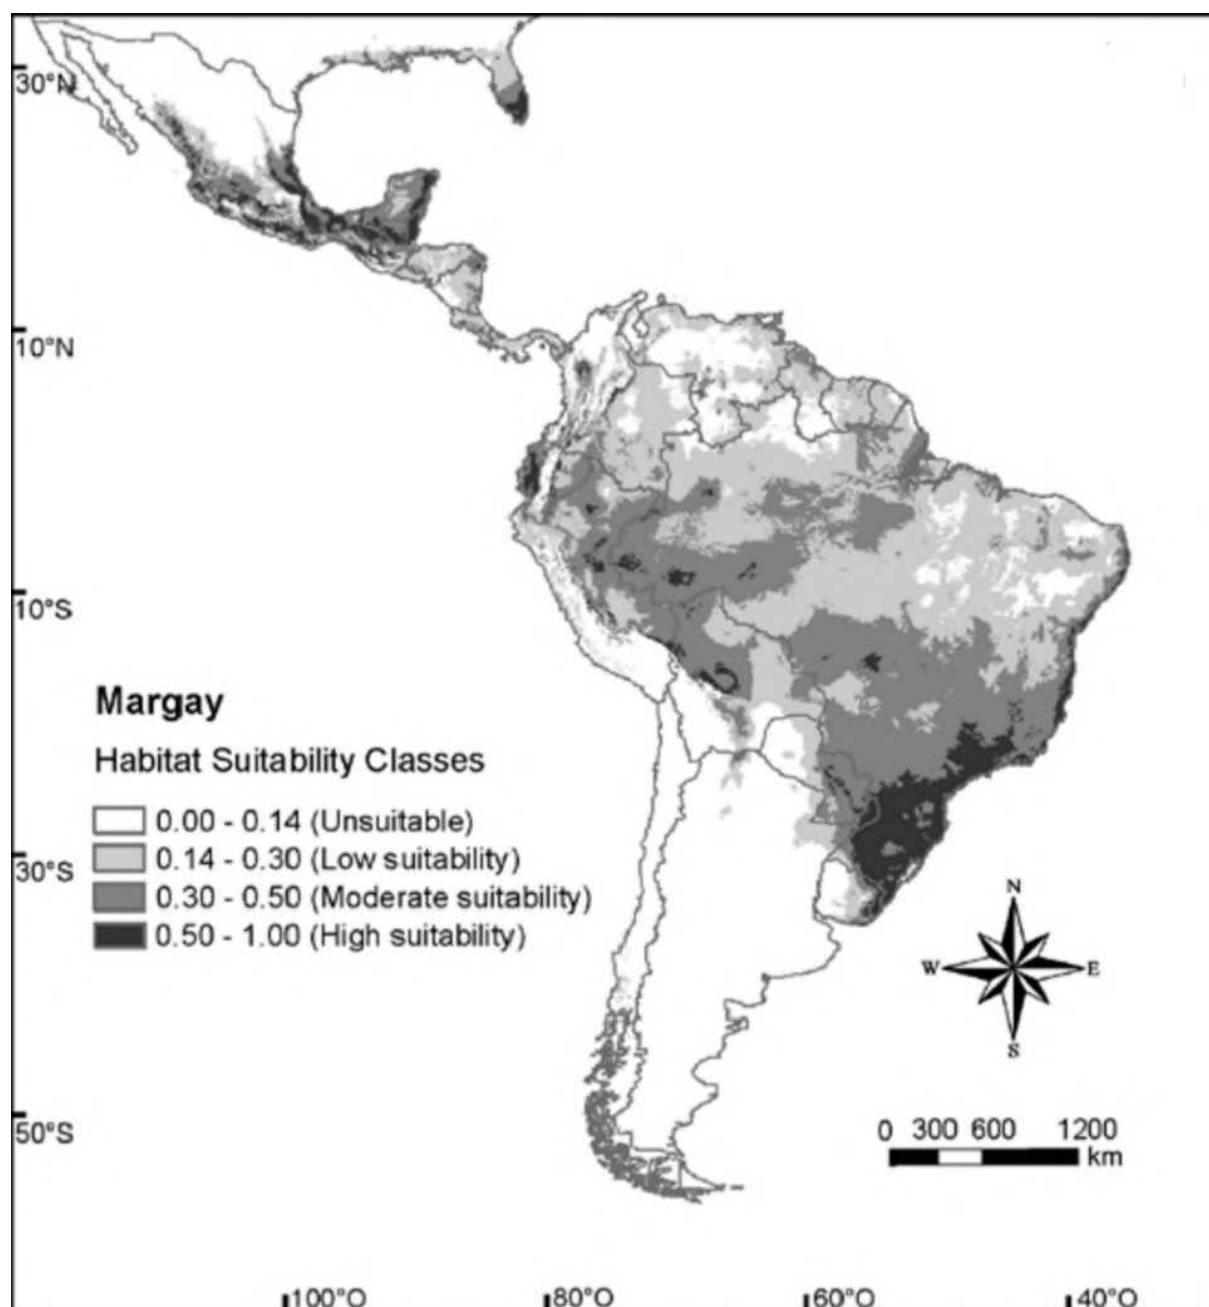 30°N
10°N
10°S
Margay
Habitat Suitability Classes
0.00 - 0.14 (Unsuitable)
0.14 - 0.30 (Low suitability)
0.30 - 0.50 (Moderate suitability)
0.50 - 1.00 (High suitability)
30°S
N
W E
S
50°S
0 300 600 1200
km
100°O 80°O 60°O 40°O